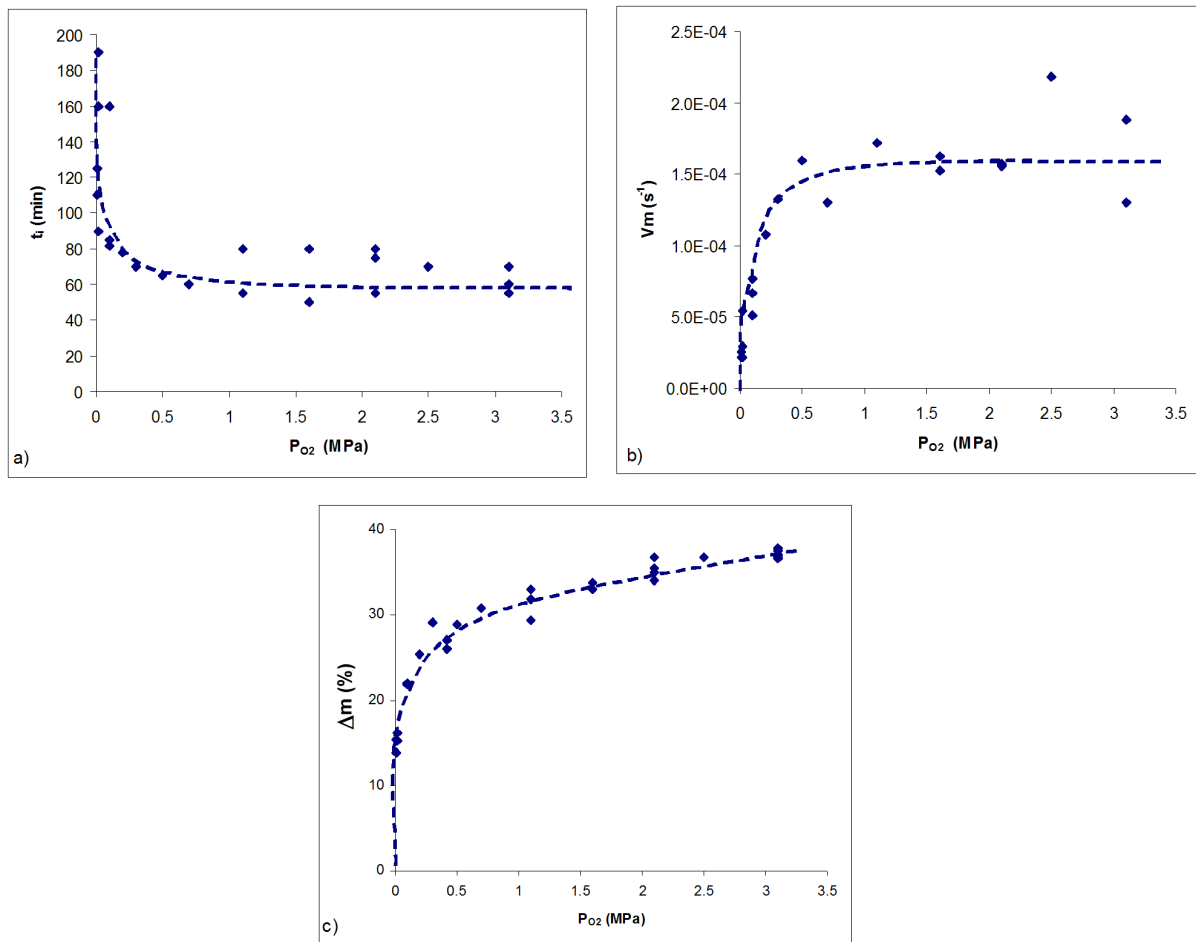 200
180
160
140
120
100
80
60
40
20
0
tᵢ (min)
0 0.5 1 1.5 2 2.5 3 3.5
P_O2 (MPa)
a)
2.5E-04
2.0E-04
1.5E-04
1.0E-04
5.0E-05
0.0E+00
Vm (s⁻¹)
0 0.5 1 1.5 2 2.5 3 3.5
P_O2 (MPa)
b)
40
30
20
10
0
Δm (%)
0 0.5 1 1.5 2 2.5 3 3.5
P_O2 (MPa)
c)